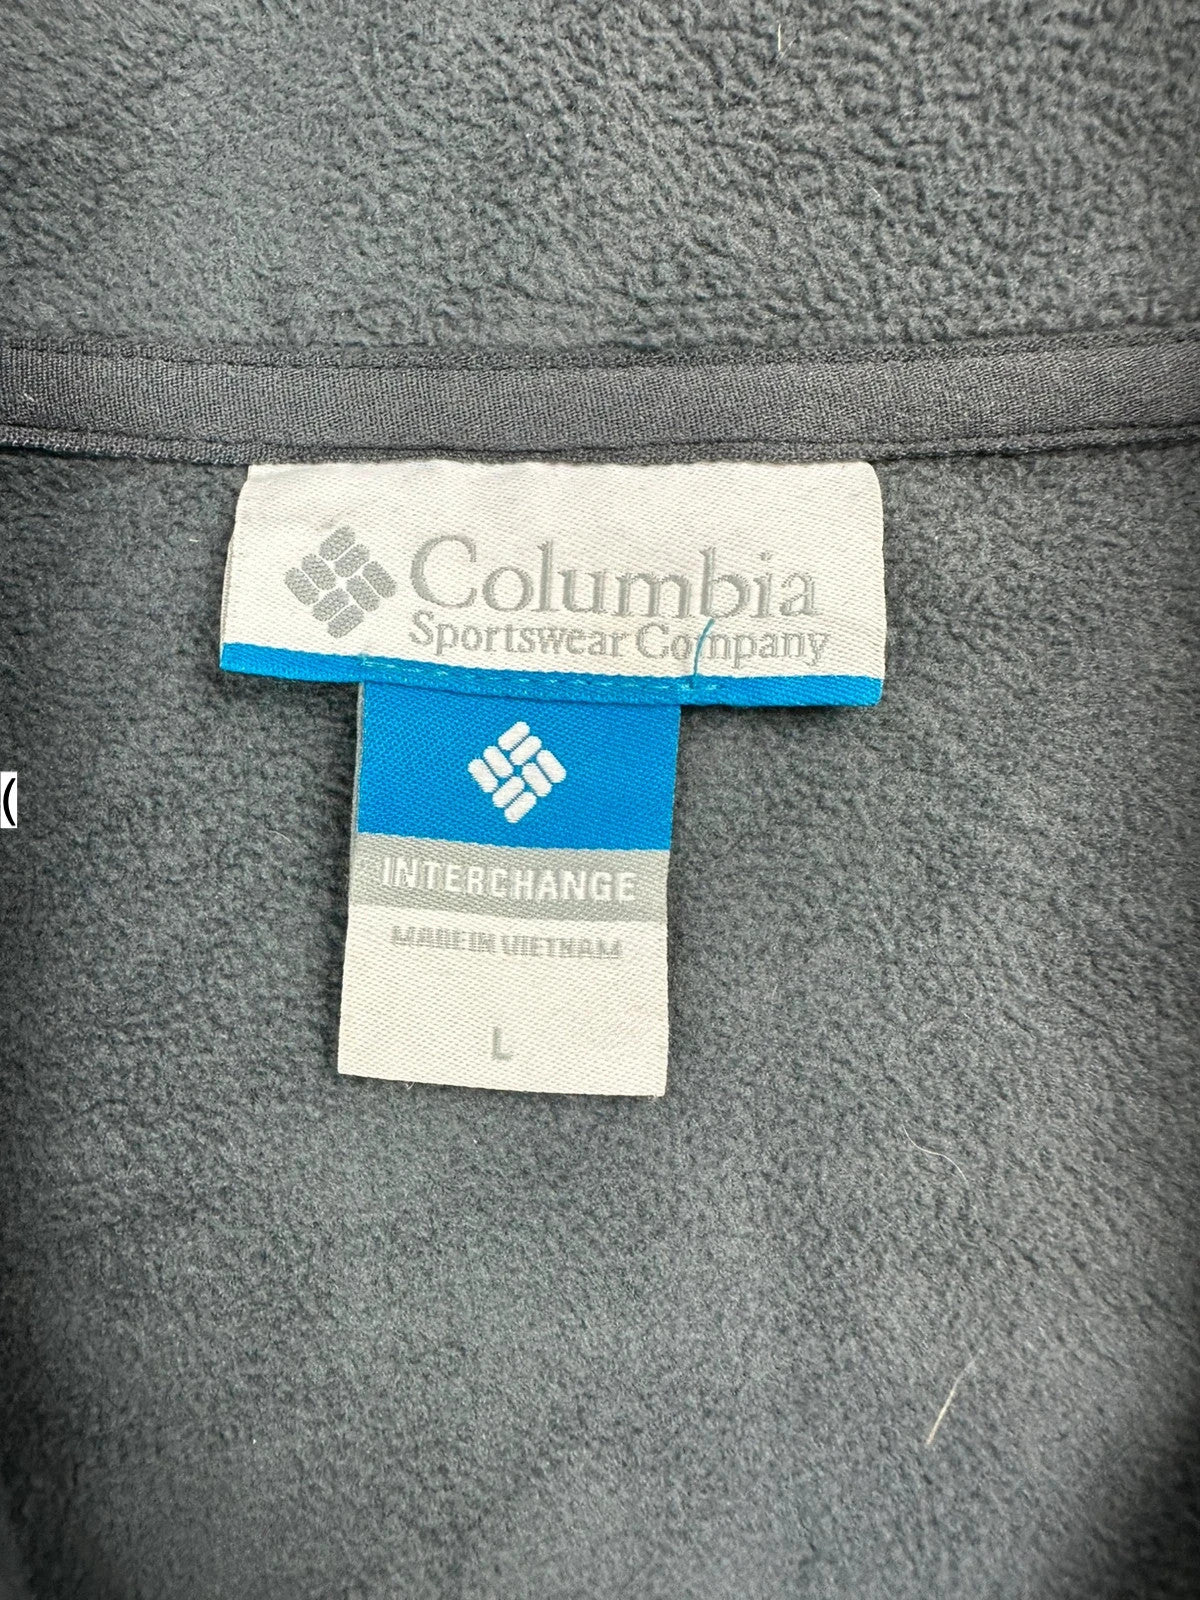 Columbia
Sportswear Company
(
INTERCHANGE
MADE IN VIETNAM
L